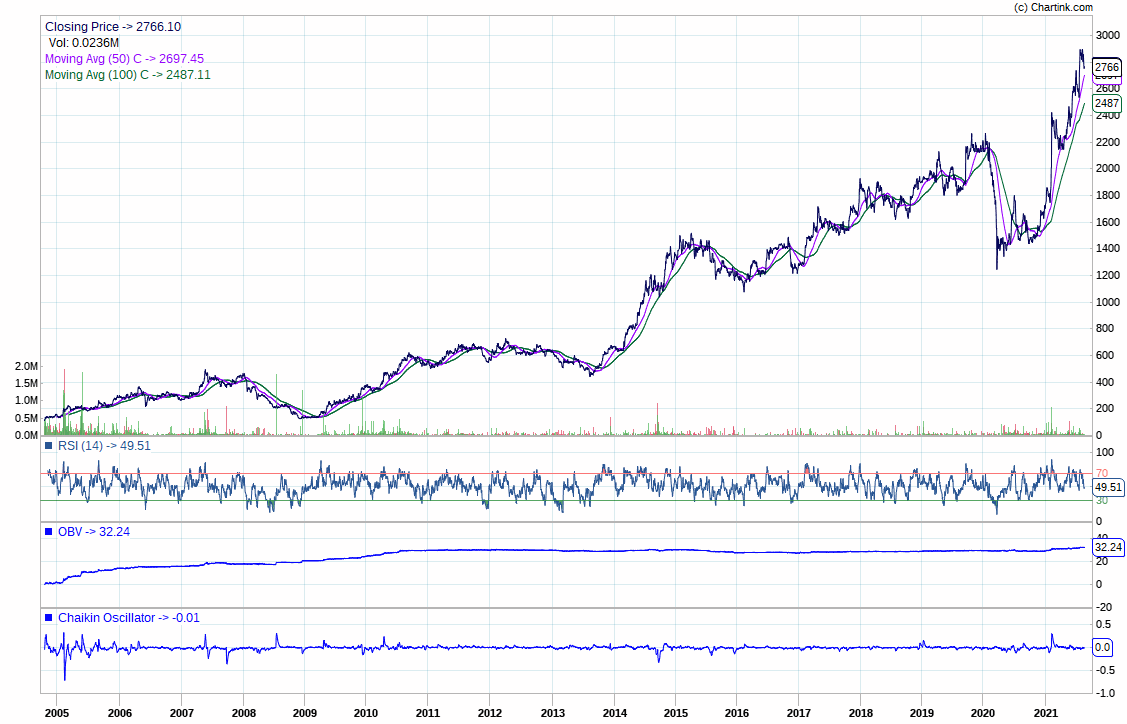 (c) Chartink.com
Closing Price -> 2766.10
Vol: 0.0236M
Moving Avg (50) C -> 2697.45
Moving Avg (100) C -> 2487.11
3000
2766
2600
2487
2400
2200
2000
1800
1600
1400
1200
1000
800
600
400
200
0
2.0M
1.5M
1.0M
0.5M
0.0M
RSI (14) -> 49.51
100
70
49.51
30
0
OBV -> 32.24
40
32.24
20
0
-20
Chaikin Oscillator -> -0.01
0.5
0.0
-0.5
-1.0
2005 2006 2007 2008 2009 2010 2011 2012 2013 2014 2015 2016 2017 2018 2019 2020 2021